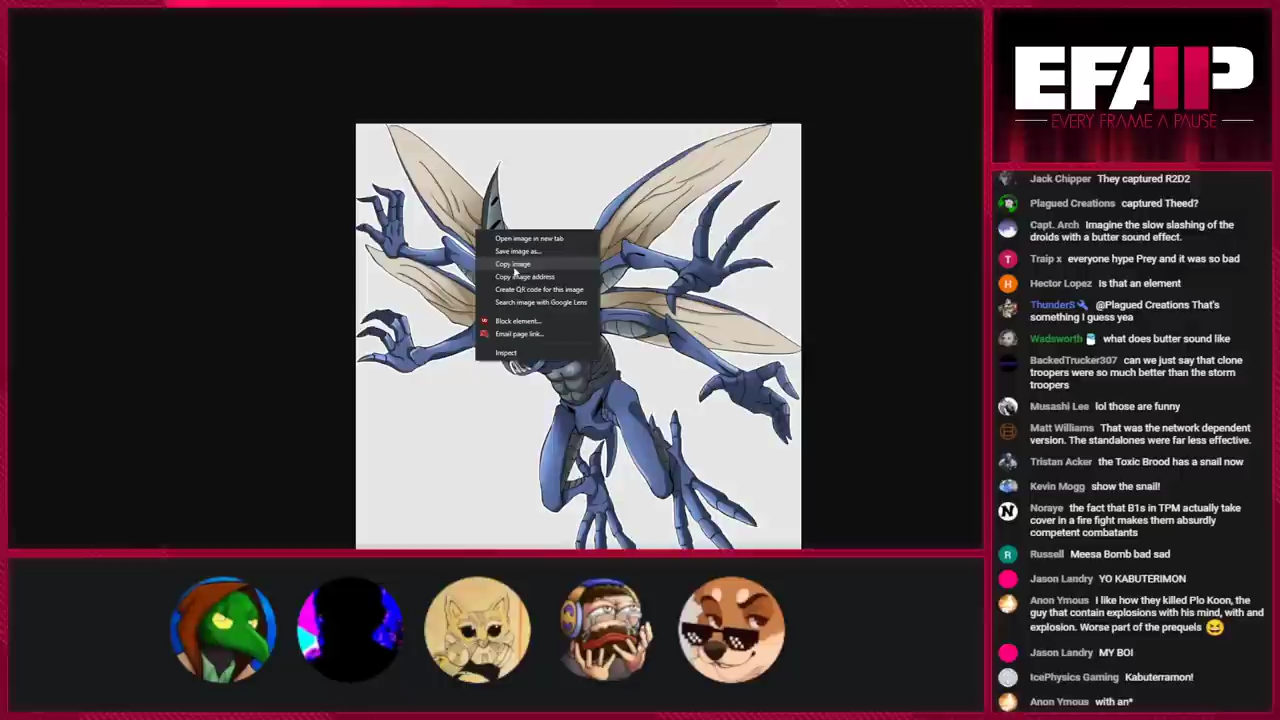 Open image in new tab
Save image as...
Copy image
Copy image address
Create QR code for this image
Search image with Google Lens
Block element...
Email page link...
Inspect
EFAP
EVERY FRAME A PAUSE
Jack Chipper They captured R2D2
Plagued Creations captured Theed?
Capt. Arch Imagine the slow slashing of the
droids with a butter sound effect.
Traip x everyone hype Prey and it was so bad
Hector Lopez Is that an element
ThunderS @Plagued Creations That's
something I guess yea
Wadsworth what does butter sound like
BackedTrucker307 can we just say that clone
troopers were so much better than the storm
troopers
Musashi Lee lol those are funny
Matt Williams That was the network dependent
version. The standalones were far less effective.
Tristan Acker the Toxic Brood has a snail now
Kevin Mogg show the snail!
Noraye the fact that B1s in TPM actually take
cover in a fire fight makes them absurdly
competent combatants
Russell Meesa Bomb bad sad
Jason Landry YO KABUTERIMON
Anon Ymous I like how they killed Plo Koon, the
guy that contain explosions with his mind, with and
explosion. Worse part of the prequels 😆
Jason Landry MY BOI
IcePhysics Gaming Kabuterramon!
Anon Ymous with an*